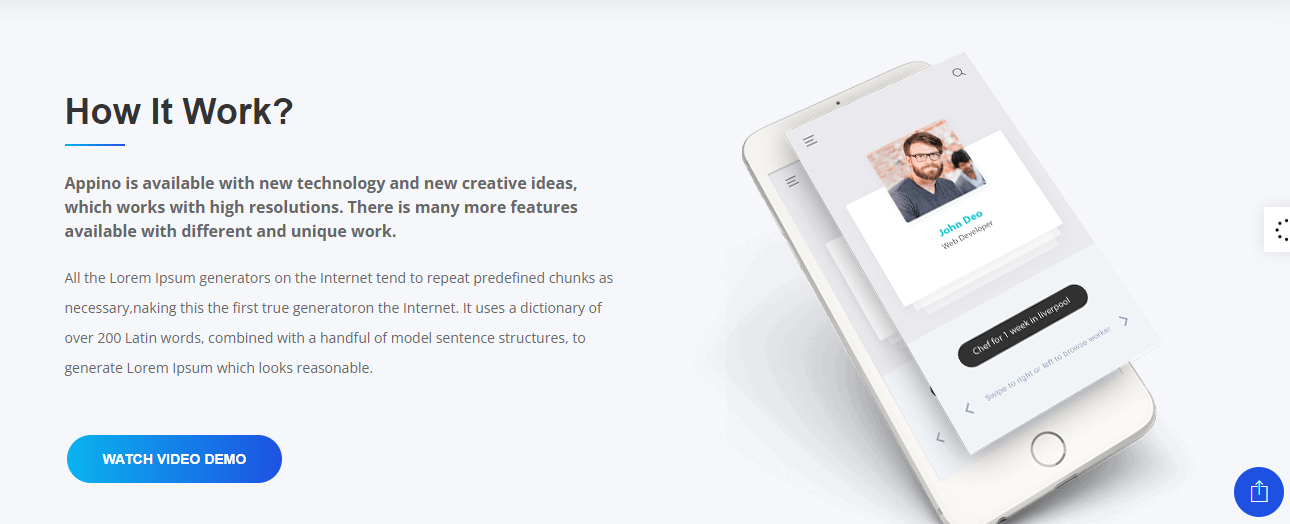 How It Work?
Appino is available with new technology and new creative ideas,
which works with high resolutions. There is many more features
available with different and unique work.
All the Lorem Ipsum generators on the Internet tend to repeat predefined chunks as
necessary,naking this the first true generatoron the Internet. It uses a dictionary of
over 200 Latin words, combined with a handful of model sentence structures, to
generate Lorem Ipsum which looks reasonable.
WATCH VIDEO DEMO
John Deo
Web Developer
Chef for 1 week in liverpool
Swipe to right or left to browse worker